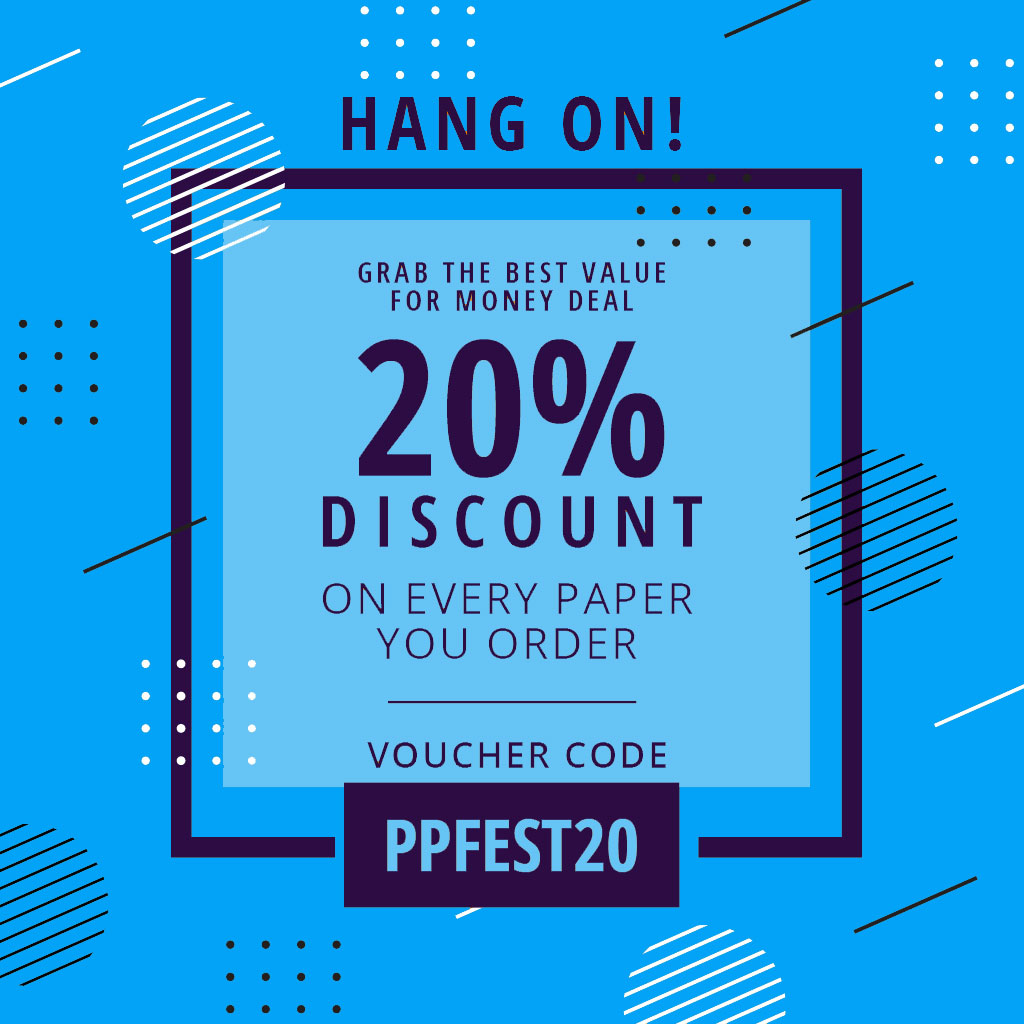 HANG ON!
GRAB THE BEST VALUE
FOR MONEY DEAL
20%
DISCOUNT
ON EVERY PAPER
YOU ORDER
VOUCHER CODE
PPFEST20